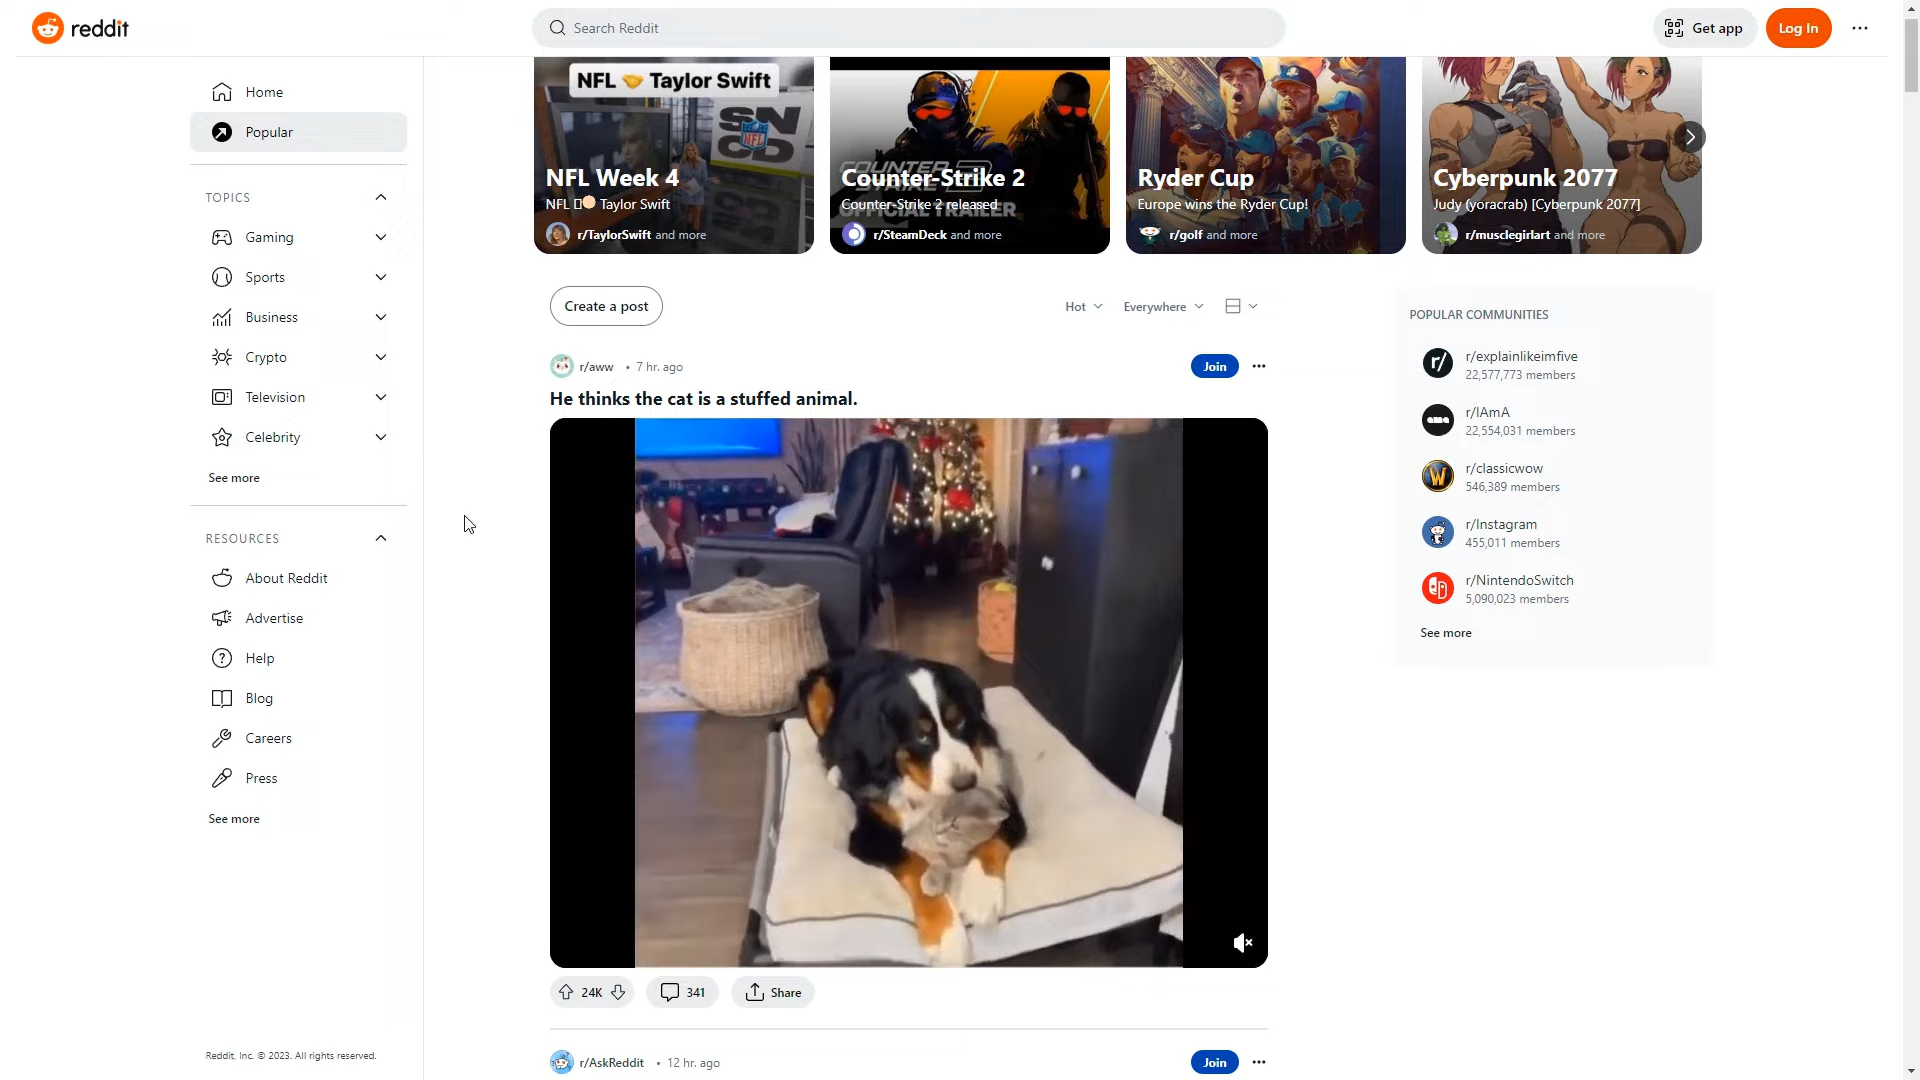 reddit
Search Reddit
Get app
Log In
Home
Popular
TOPICS
Gaming
Sports
Business
Crypto
Television
Celebrity
See more
RESOURCES
About Reddit
Advertise
Help
Blog
Careers
Press
See more
Reddit, Inc. © 2023. All rights reserved.
NFL 🤝 Taylor Swift
NFL Week 4
NFL Taylor Swift
r/TaylorSwift and more
COUNTER STRIKE 2
OFFICIAL TRAILER
Counter-Strike 2
Counter-Strike 2 released
r/SteamDeck and more
Ryder Cup
Europe wins the Ryder Cup!
r/golf and more
Cyberpunk 2077
Judy (yoracrab) [Cyberpunk 2077]
r/musclegirlart and more
Create a post
Hot
Everywhere
r/aww • 7 hr. ago
Join
He thinks the cat is a stuffed animal.
24K
341
Share
r/AskReddit • 12 hr. ago
Join
POPULAR COMMUNITIES
r/explainlikeimfive
22,577,773 members
r/IAmA
22,554,031 members
r/classicwow
546,389 members
r/Instagram
455,011 members
r/NintendoSwitch
5,090,023 members
See more